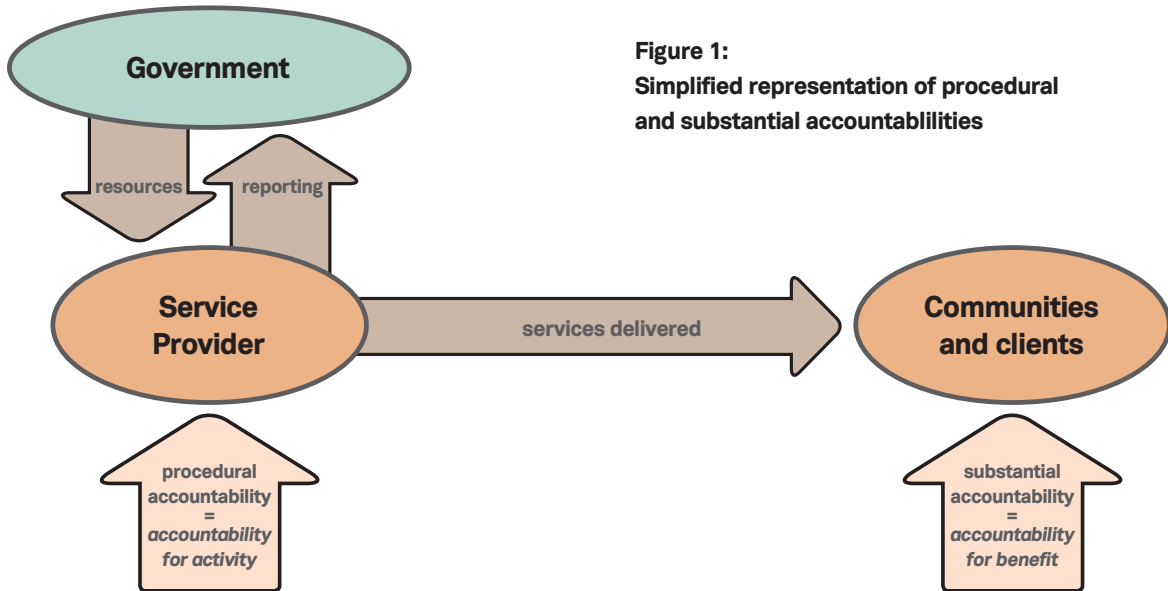 Government
Figure 1:
Simplified representation of procedural
and substantial accountablilities
resources
reporting
Service
Provider
services delivered
Communities
and clients
procedural
accountability
=
accountability
for activity
substantial
accountability
=
accountability
for benefit